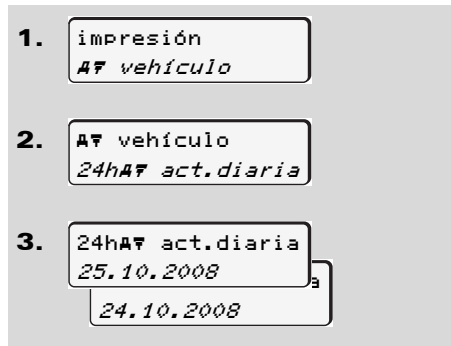 1. impresión
A▼ vehículo
2. A▼ vehículo
24hA▼ act.diaria
3. 24hA▼ act.diaria
25.10.2008
a
24.10.2008